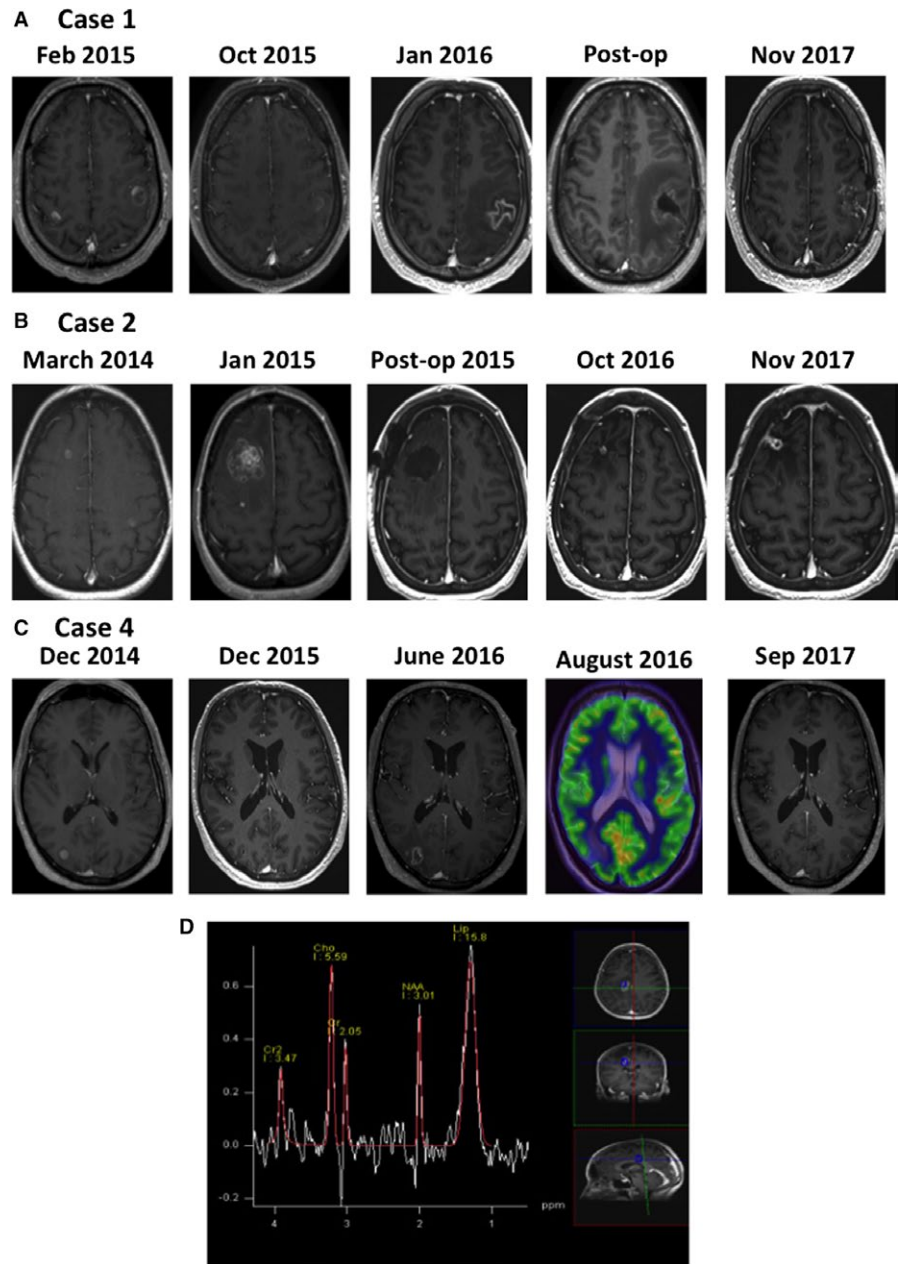 A Case 1
Feb 2015 Oct 2015 Jan 2016 Post-op Nov 2017
B Case 2
March 2014 Jan 2015 Post-op 2015 Oct 2016 Nov 2017
C Case 4
Dec 2014 Dec 2015 June 2016 August 2016 Sep 2017
D
Lip
I: 15.8
Cho
I: 5.59
NAA
I: 3.01
Cr
I: 2.05
Cr2
I: 3.47
0.6
0.4
0.2
0.0
-0.2
ppm
4 3 2 1